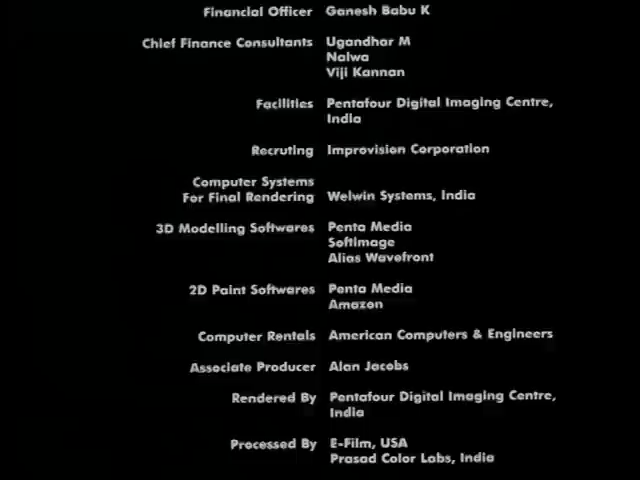 Financial Officer Ganesh Babu K
Chief Finance Consultants Ugandhar M
Nalwa
Viji Kannan
Facilities Pentafour Digital Imaging Centre,
India
Recruting Improvision Corporation
Computer Systems
For Final Rendering Welwin Systems, India
3D Modelling Softwares Penta Media
Softimage
Alias Wavefront
2D Paint Softwares Penta Media
Amazon
Computer Rentals American Computers & Engineers
Associate Producer Alan Jacobs
Rendered By Pentafour Digital Imaging Centre,
India
Processed By E-Film, USA
Prasad Color Labs, India